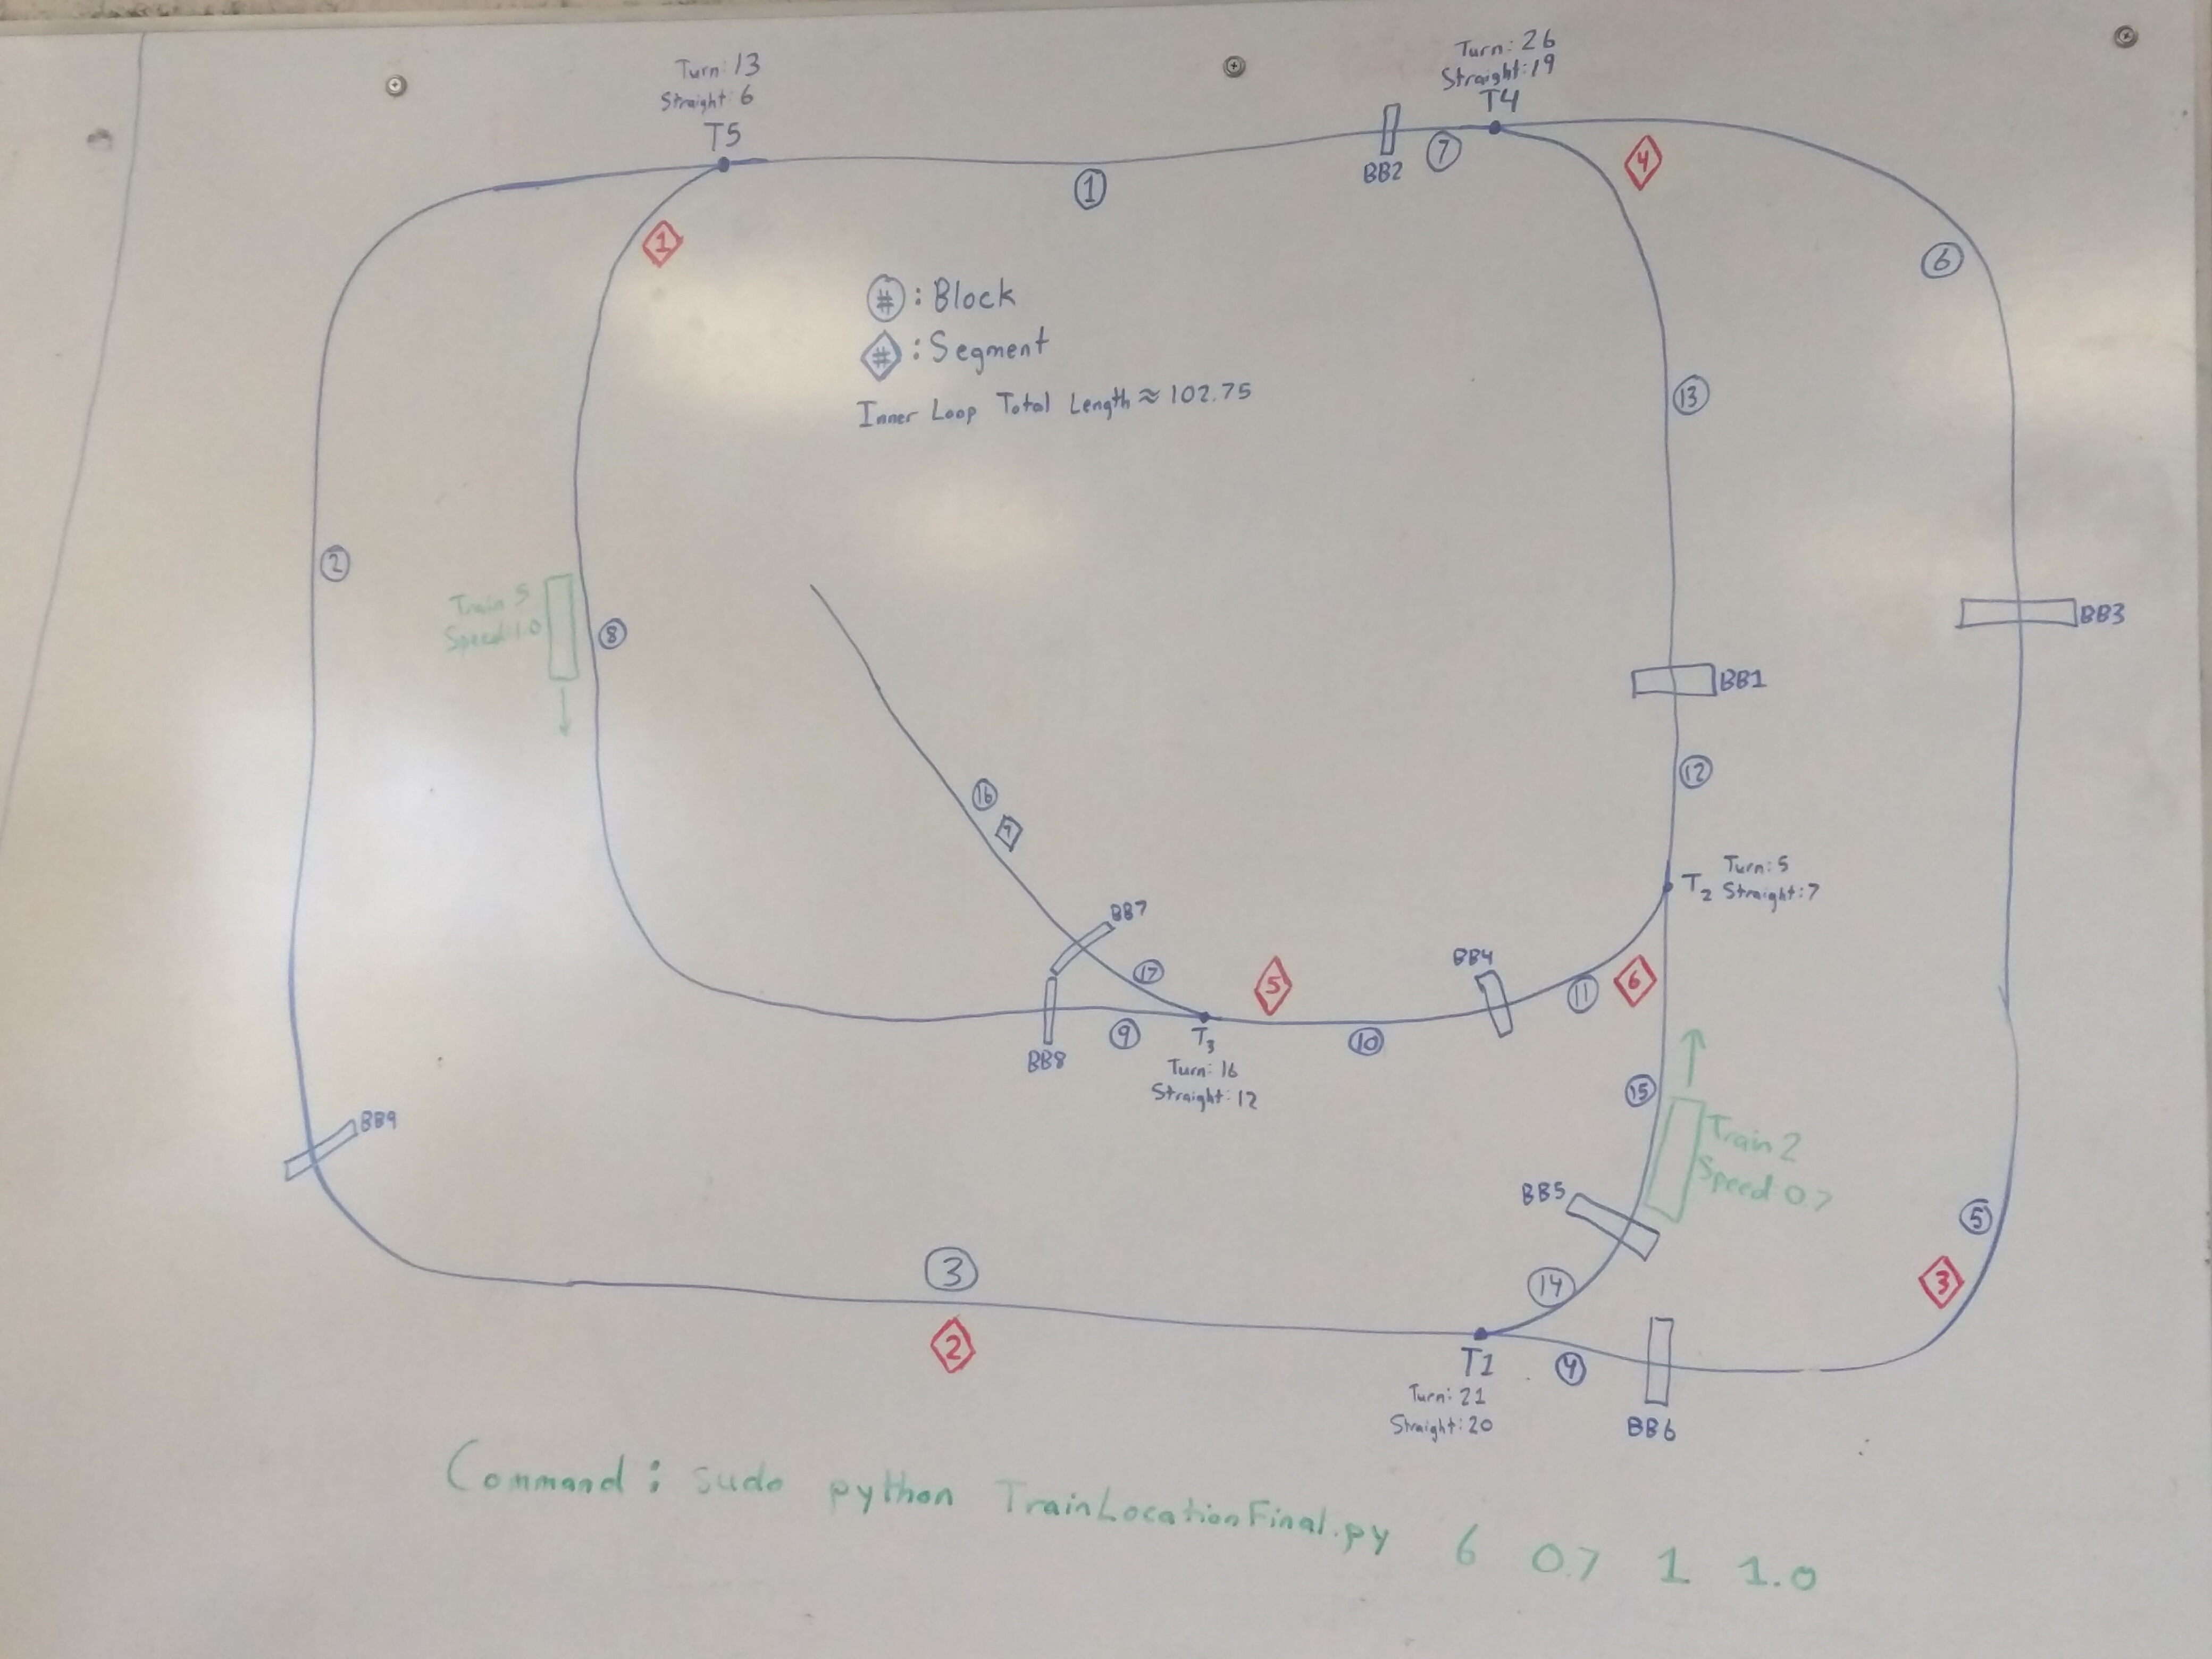 Turn: 13
Straight: 6
T5
Turn: 26
Straight: 19
T4
BB2
7
4
1
1
6
#: Block
#: Segment
Inner Loop Total Length ≈ 102.75
13
2
Train 5
Speed: 1.0
8
BB3
BB1
12
16
T2
Turn: 5
Straight: 7
BB7
17
5
BB4
11
6
9
T3
10
BB8
Turn: 16
Straight: 12
15
BB9
Train 2
Speed: 0.7
BB5
5
3
14
3
2
T1
4
Turn: 21
Straight: 20
BB6
Command: sudo python TrainLocationFinal.py 6 0.7 1 1.0